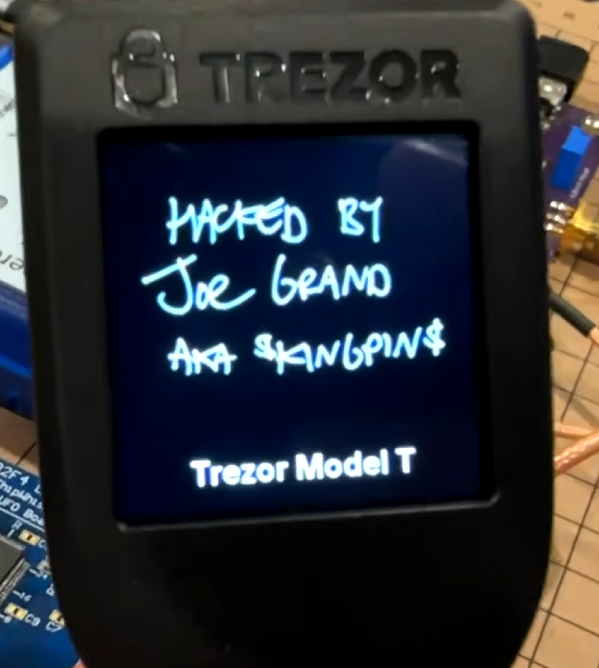 TREZOR
HACKED BY
JOE GRAND
AKA $KINGPIN$
Trezor Model T